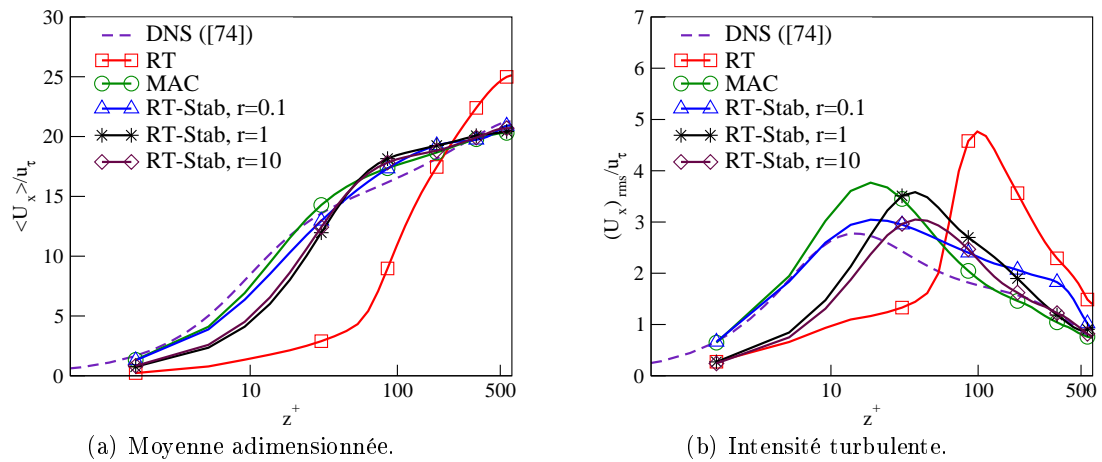 30
25
20
15
10
5
0
<U_x>/u_τ
DNS ([74])
RT
MAC
RT-Stab, r=0.1
RT-Stab, r=1
RT-Stab, r=10
10
100
500
z^+
(a) Moyenne adimensionnée.
7
6
5
4
3
2
1
0
(U_x)_rms/u_τ
DNS ([74])
RT
MAC
RT-Stab, r=0.1
RT-Stab, r=1
RT-Stab, r=10
10
100
500
z^+
(b) Intensité turbulente.